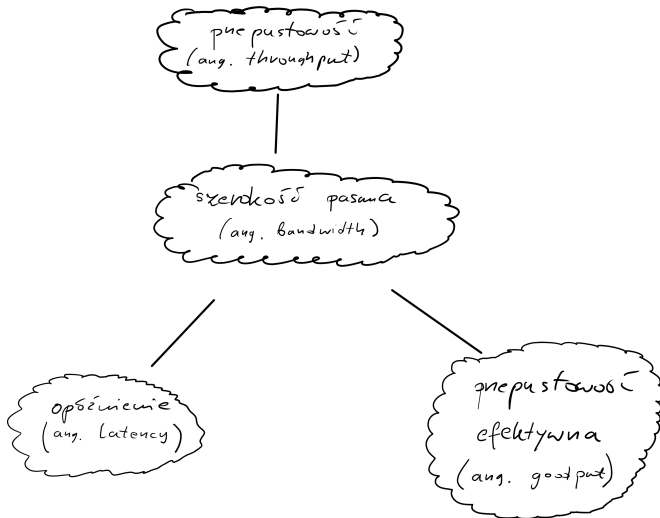 przepustowość
(ang. throughput)
szerokość pasma
(ang. bandwidth)
opóźnienie
(ang. latency)
przepustowość
efektywna
(ang. goodput)